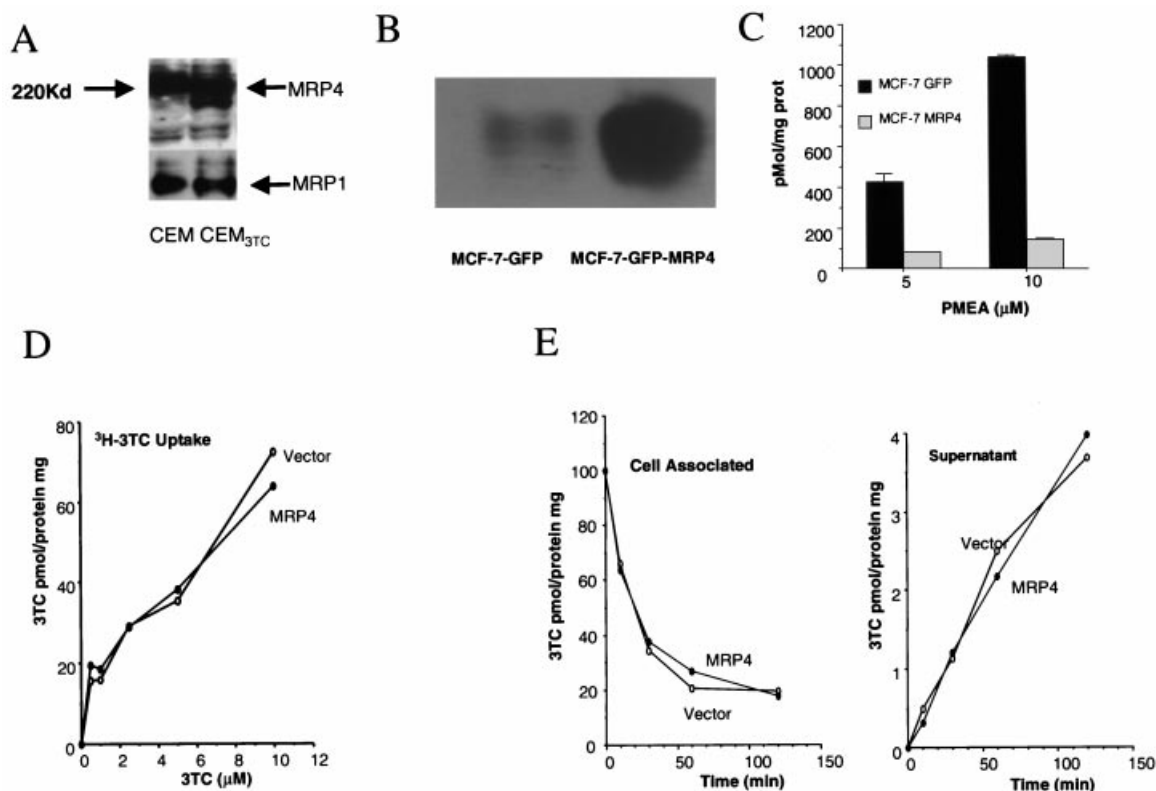 A
220Kd
MRP4
MRP1
CEM CEM3TC
B
MCF-7-GFP MCF-7-GFP-MRP4
C
pMol/mg prot
1200
1000
800
600
400
200
0
MCF-7 GFP
MCF-7 MRP4
5 10
PMEA (µM)
D
3TC pmol/protein mg
80
60
40
20
0
³H-3TC Uptake
Vector
MRP4
0 2 4 6 8 10 12
3TC (µM)
E
3TC pmol/protein mg
120
100
80
60
40
20
0
Cell Associated
MRP4
Vector
0 50 100 150
Time (min)
3TC pmol/protein mg
4
3
2
1
0
Supernatant
Vector
MRP4
0 50 100 150
Time (min)